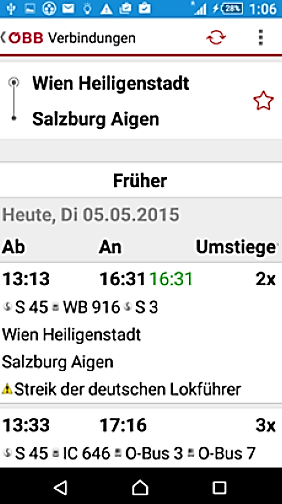 28% 1:06
ÖBB Verbindungen
Wien Heiligenstadt
Salzburg Aigen
Früher
Heute, Di 05.05.2015
Ab An Umstiege
13:13 16:31 16:31 2x
S 45 WB 916 S 3
Wien Heiligenstadt
Salzburg Aigen
Streik der deutschen Lokführer
13:33 17:16 3x
S 45 IC 646 O-Bus 3 O-Bus 7